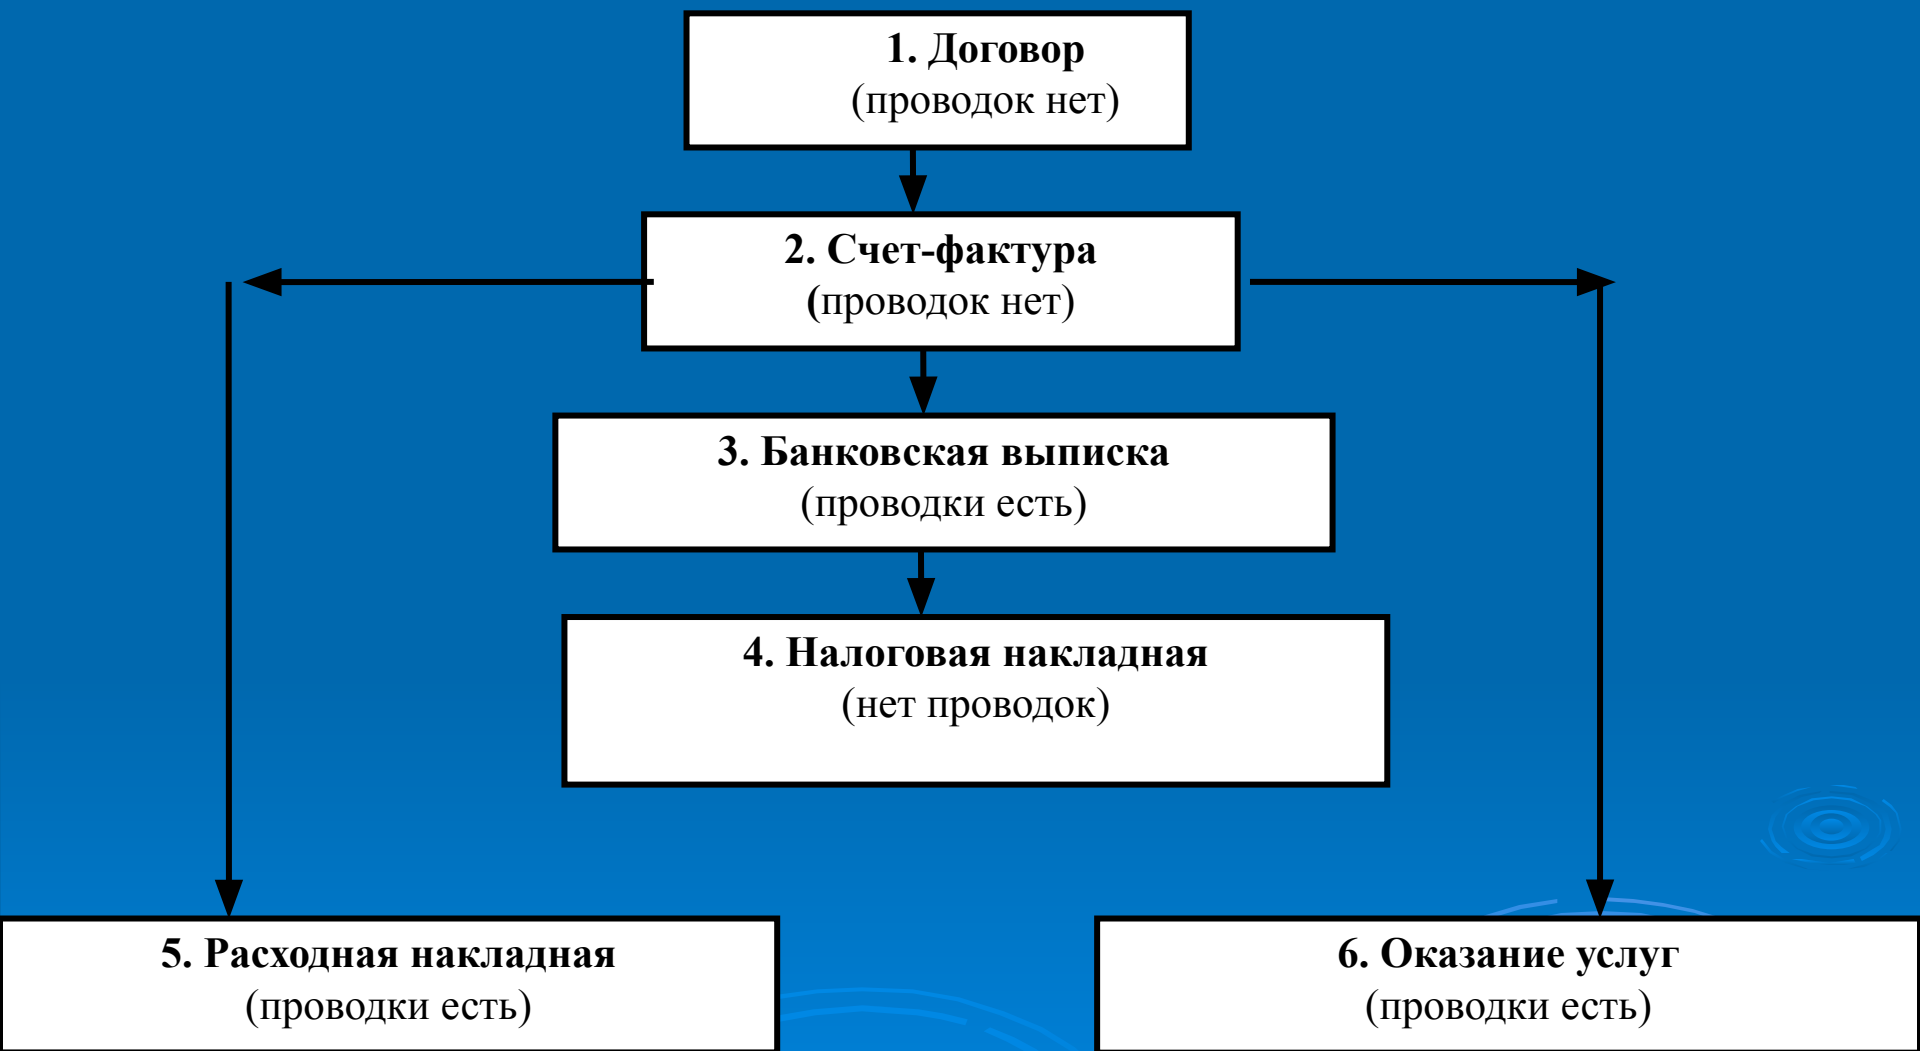 1. Договор
(проводок нет)
2. Счет-фактура
(проводок нет)
3. Банковская выписка
(проводки есть)
4. Налоговая накладная
(нет проводок)
5. Расходная накладная
(проводки есть)
6. Оказание услуг
(проводки есть)